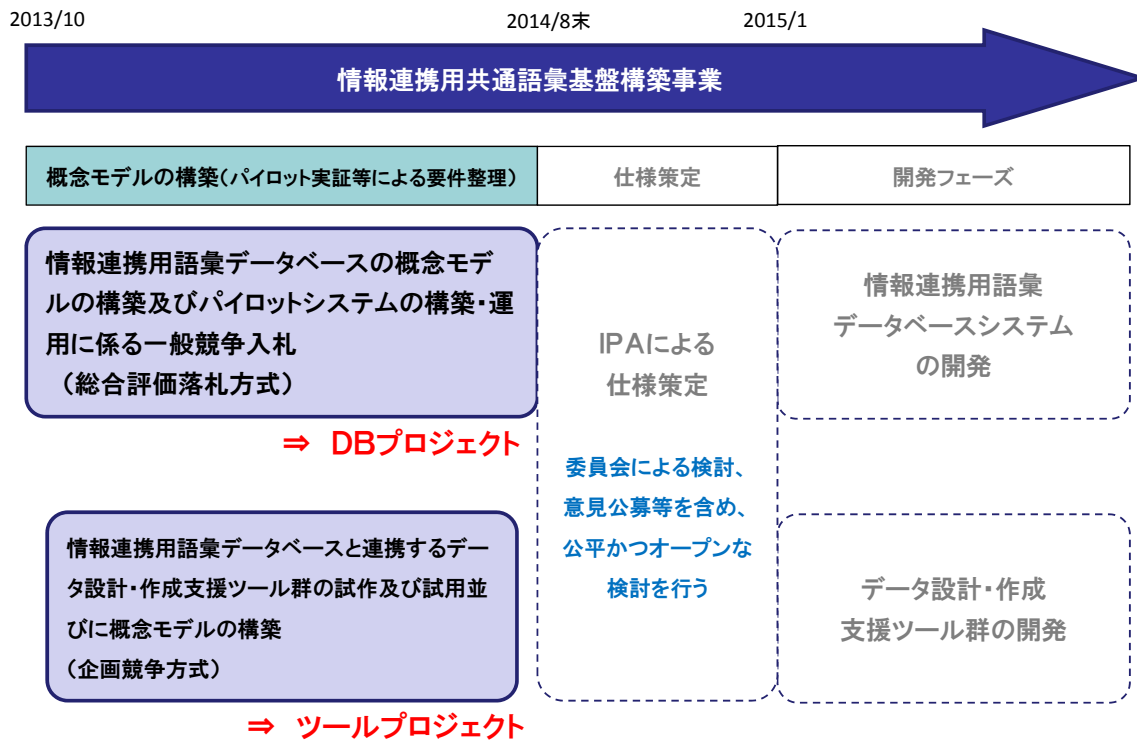 2013/10
2014/8末
2015/1
情報連携用共通語彙基盤構築事業
概念モデルの構築(パイロット実証等による要件整理)
仕様策定
開発フェーズ
情報連携用語彙データベースの概念モデ
ルの構築及びパイロットシステムの構築・運
用に係る一般競争入札
(総合評価落札方式)
⇒ DBプロジェクト
情報連携用語彙データベースと連携するデー
タ設計・作成支援ツール群の試作及び試用並
びに概念モデルの構築
(企画競争方式)
⇒ ツールプロジェクト
IPAによる
仕様策定
委員会による検討、
意見公募等を含め、
公平かつオープンな
検討を行う
情報連携用語彙
データベースシステム
の開発
データ設計・作成
支援ツール群の開発